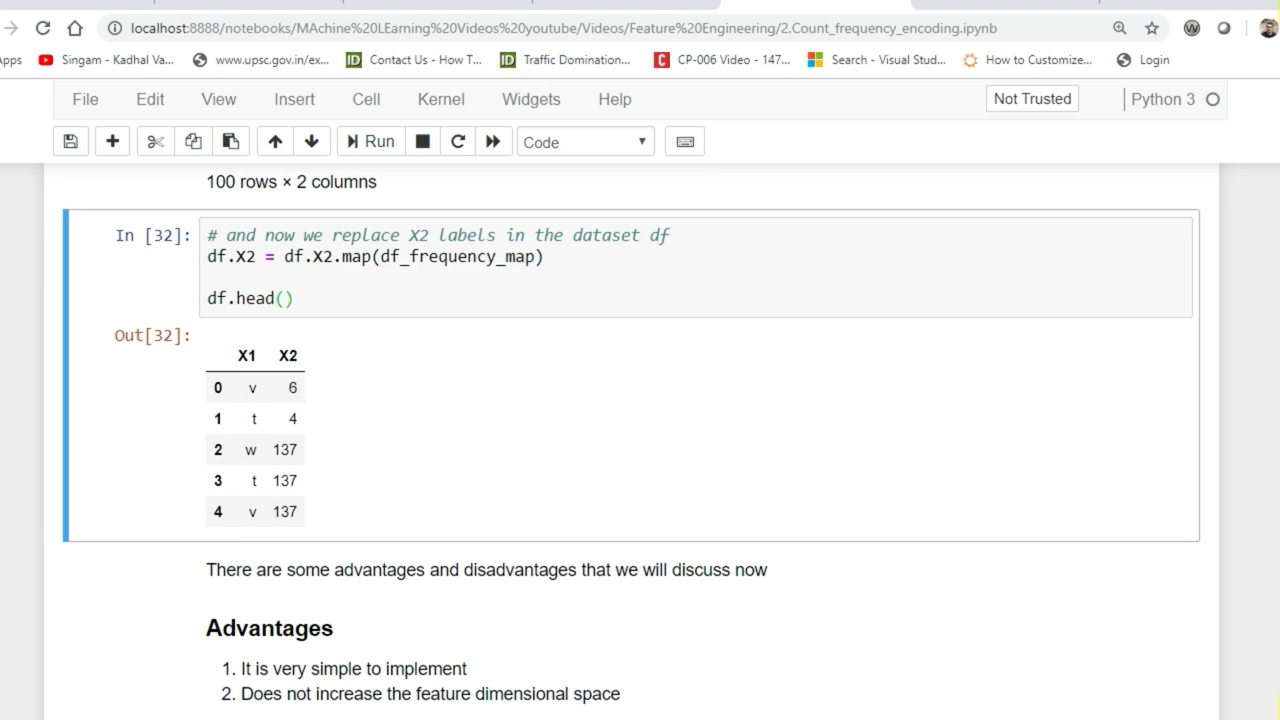 localhost:8888/notebooks/MAchine%20LEarning%20Videos%20youtube/Videos/Feature%20Engineering/2.Count_frequency_encoding.ipynb
pps Singam - Kadhal Va... www.upsc.gov.in/ex... Contact Us - How T... Traffic Domination... CP-006 Video - 147... Search - Visual Stud... How to Customize... Login
File Edit View Insert Cell Kernel Widgets Help Not Trusted Python 3
Run Code
100 rows × 2 columns
In [32]: # and now we replace X2 labels in the dataset df
df.X2 = df.X2.map(df_frequency_map)
df.head()
Out[32]:
X1 X2
0 v 6
1 t 4
2 w 137
3 t 137
4 v 137
There are some advantages and disadvantages that we will discuss now
Advantages
1. It is very simple to implement
2. Does not increase the feature dimensional space